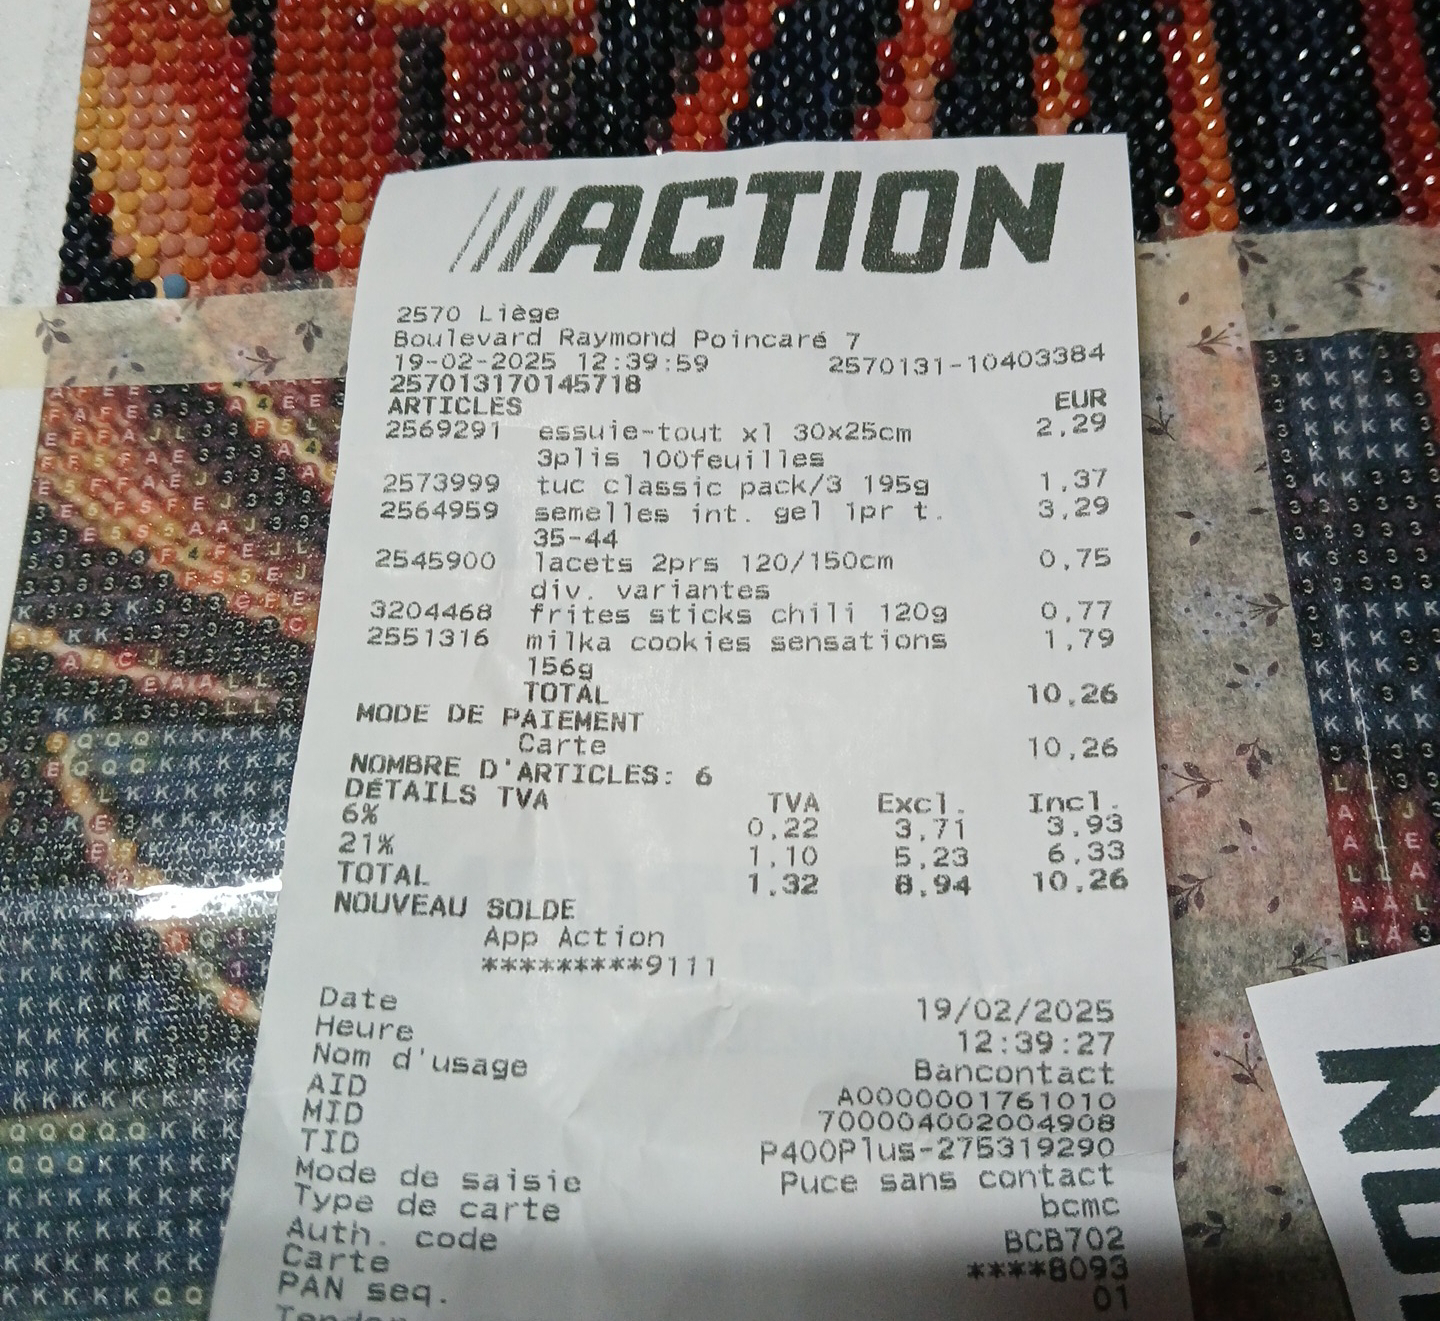 ///ACTION
2570 Liège
Boulevard Raymond Poincaré 7
19-02-2025 12:39:59 2570131-10403384
257013170145718
ARTICLES EUR
2569291 essuie-tout xl 30x25cm 2,29
3plis 100feuilles
2573999 tuc classic pack/3 195g 1,37
2564959 semelles int. gel 1pr t. 3,29
35-44
2545900 lacets 2prs 120/150cm 0,75
div. variantes
3204468 frites sticks chili 120g 0,77
2551316 milka cookies sensations 1,79
156g
TOTAL 10,26
MODE DE PAIEMENT
Carte 10,26
NOMBRE D'ARTICLES: 6
DÉTAILS TVA TVA Excl. Incl.
6% 0,22 3,71 3,93
21% 1,10 5,23 6,33
TOTAL 1,32 8,94 10,26
NOUVEAU SOLDE
App Action
*********9111
Date 19/02/2025
Heure 12:39:27
Nom d'usage Bancontact
AID A0000001761010
MID 700004002004908
TID P400Plus-275319290
Mode de saisie Puce sans contact
Type de carte bcmc
Auth. code BCB702
Carte ****8093
PAN seq. 01